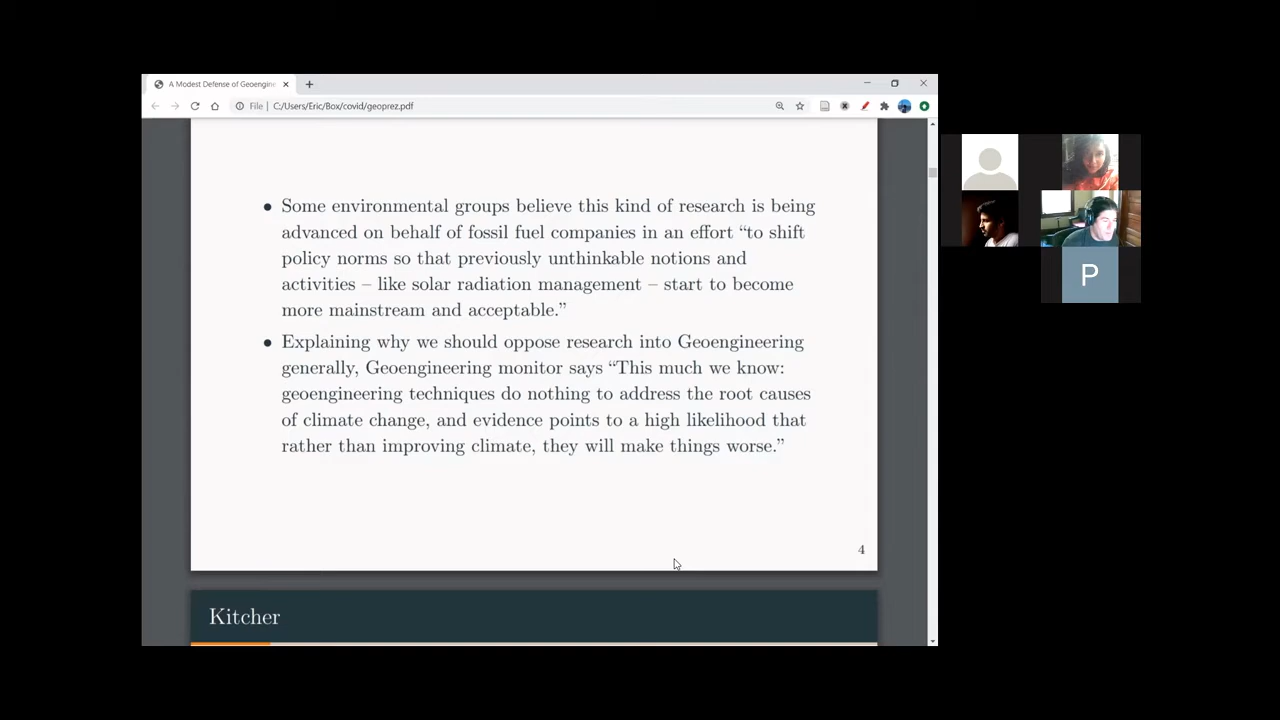 A Modest Defense of Geoengin
File | C:/Users/Eric/Box/covid/geoprez.pdf
• Some environmental groups believe this kind of research is being
advanced on behalf of fossil fuel companies in an effort “to shift
policy norms so that previously unthinkable notions and
activities – like solar radiation management – start to become
more mainstream and acceptable.”
• Explaining why we should oppose research into Geoengineering
generally, Geoengineering monitor says “This much we know:
geoengineering techniques do nothing to address the root causes
of climate change, and evidence points to a high likelihood that
rather than improving climate, they will make things worse.”
4
Kitcher
P